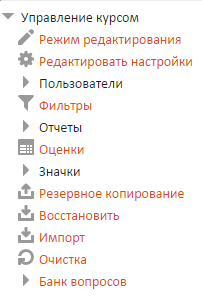 Управление курсом
Режим редактирования
Редактировать настройки
Пользователи
Фильтры
Отчеты
Оценки
Значки
Резервное копирование
Восстановить
Импорт
Очистка
Банк вопросов